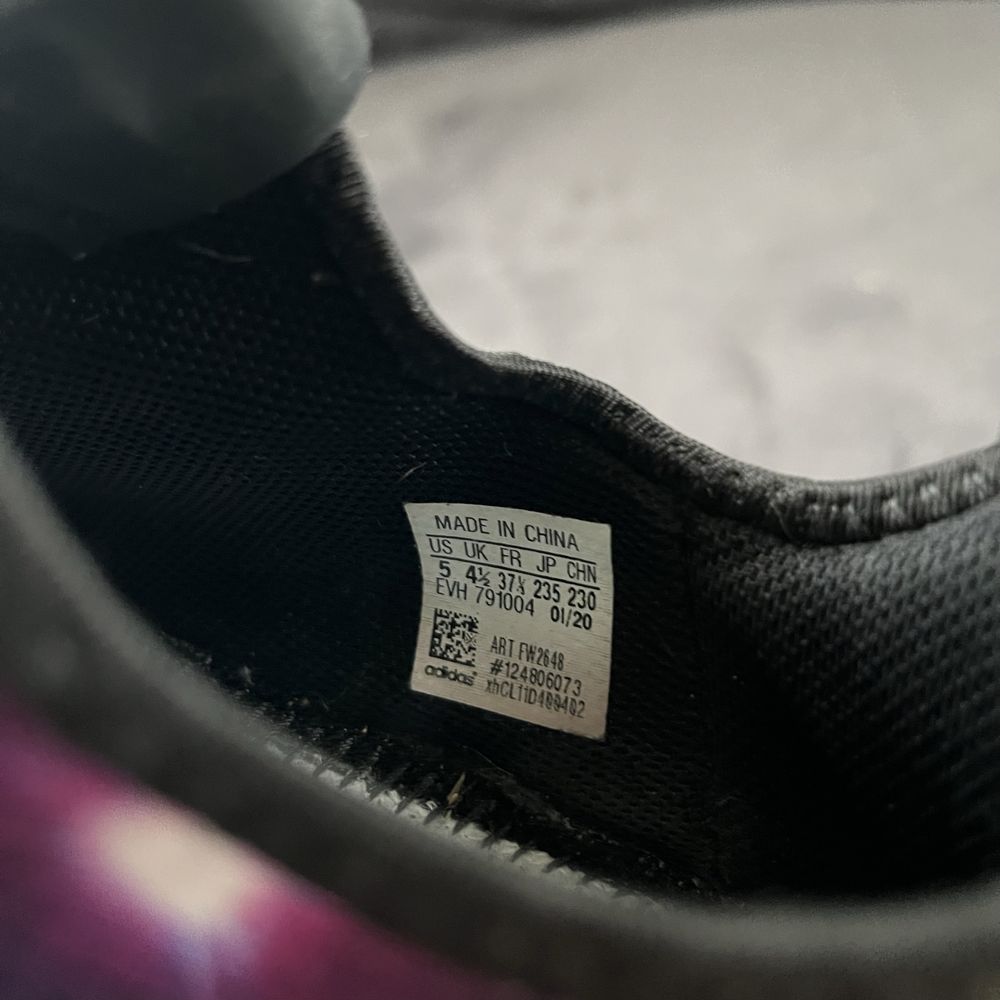 MADE IN CHINA
US UK FR JP CHN
5 4½ 37⅓ 235 230
EVH 791004 01/20
ART FW2648
#124806073
adidas